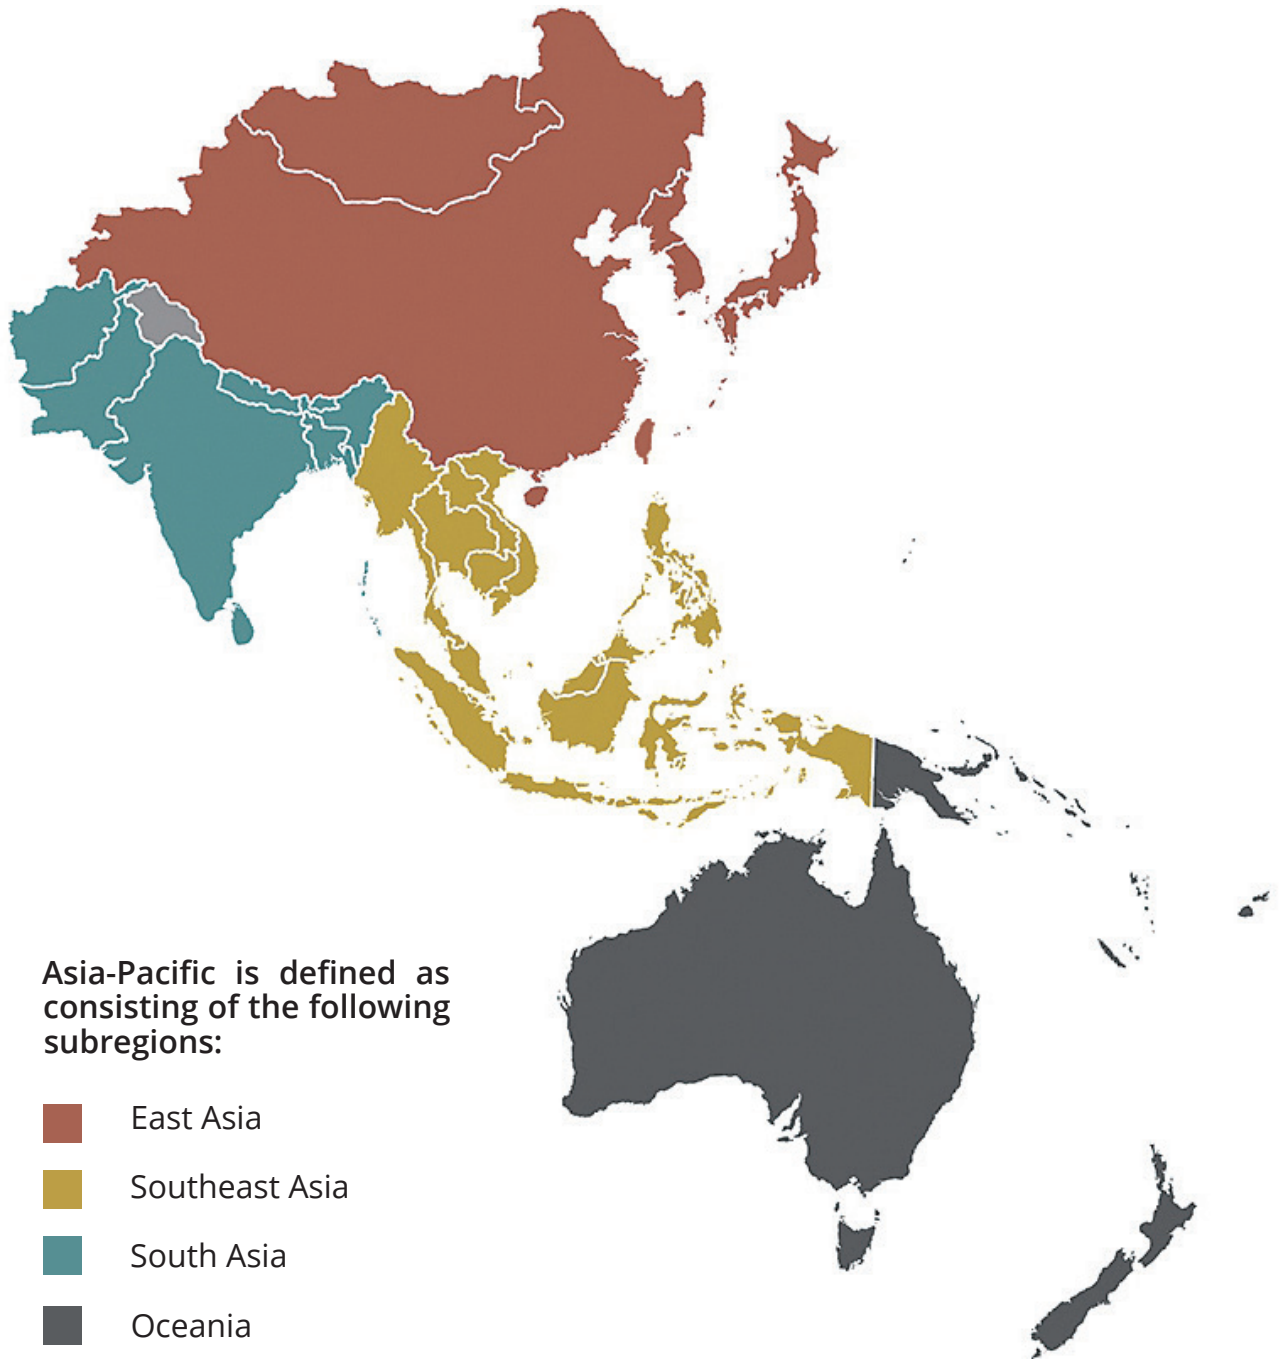 Asia-Pacific is defined as
consisting of the following
subregions:
East Asia
Southeast Asia
South Asia
Oceania